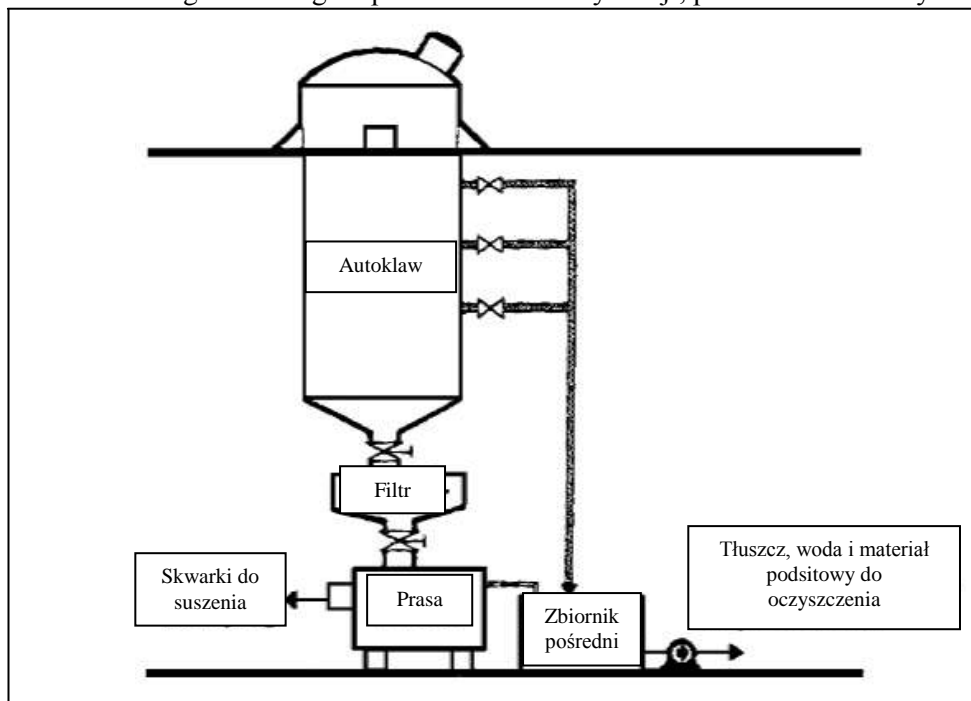 Autoklaw
Filtr
Skwarki do
suszenia
Prasa
Zbiornik
pośredni
Tłuszcz, woda i materiał
podsitowy do
oczyszczenia